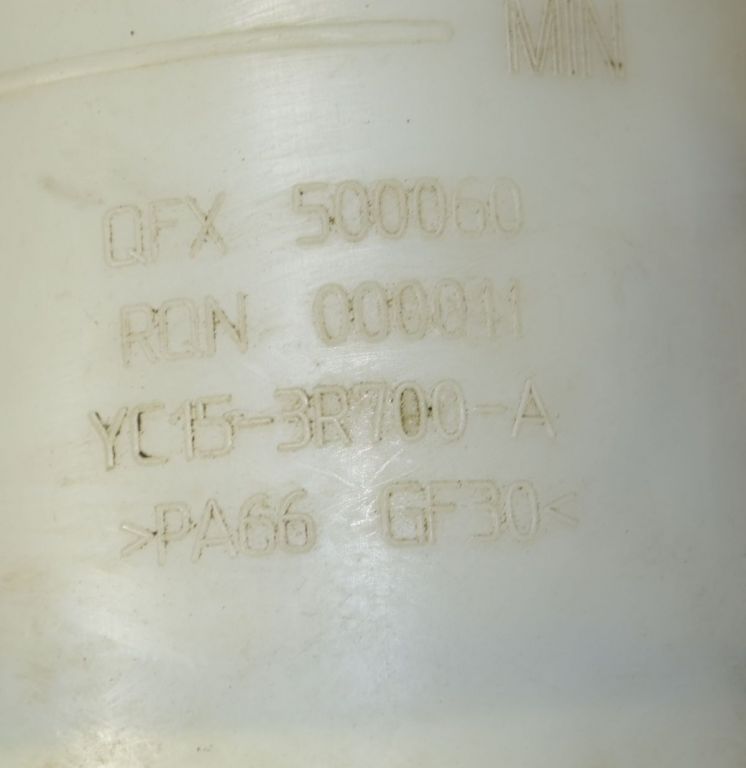 MIN
QFX 500060
RQN 000011
YC15-3R700-A
>PA66 GF30<